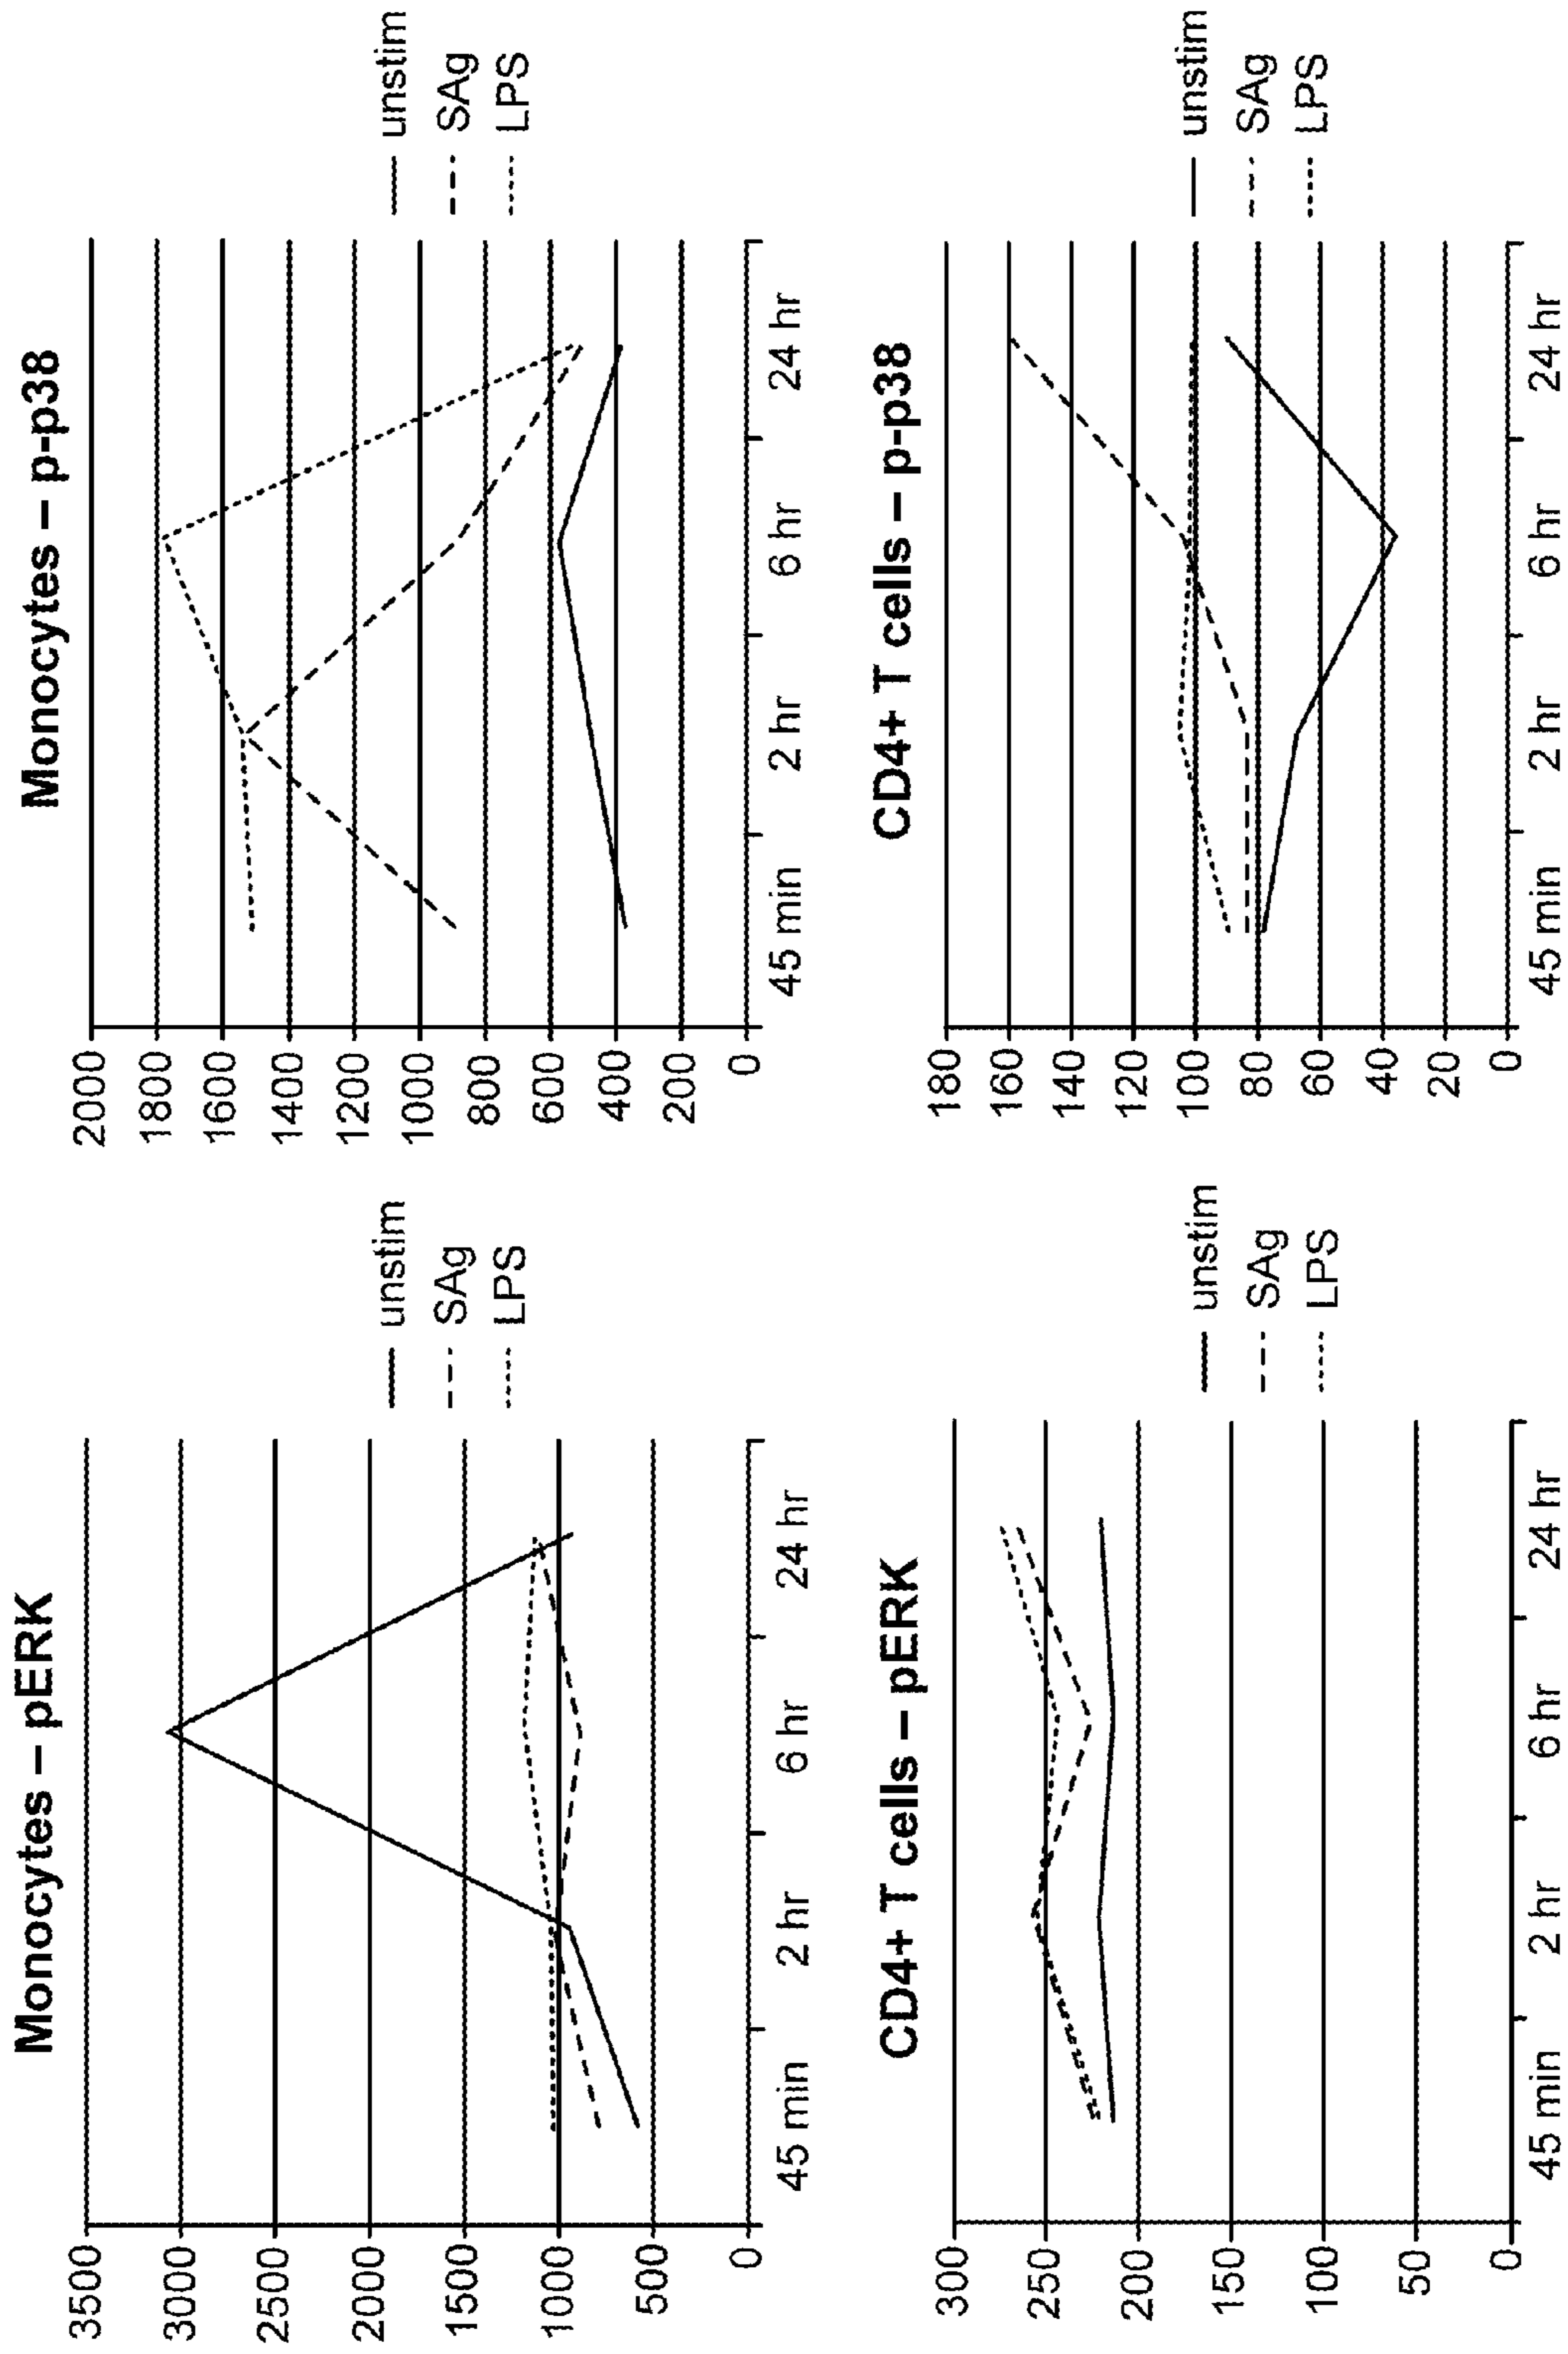 Monocytes – pERK
3500
3000
2500
2000
1500
1000
500
0
45 min
2 hr
6 hr
24 hr
unstim
SAg
LPS
Monocytes – p-p38
2000
1800
1600
1400
1200
1000
800
600
400
200
0
45 min
2 hr
6 hr
24 hr
unstim
SAg
LPS
CD4+ T cells – pERK
300
250
200
150
100
50
0
45 min
2 hr
6 hr
24 hr
unstim
SAg
LPS
CD4+ T cells – p-p38
180
160
140
120
100
80
60
40
20
0
45 min
2 hr
6 hr
24 hr
unstim
SAg
LPS